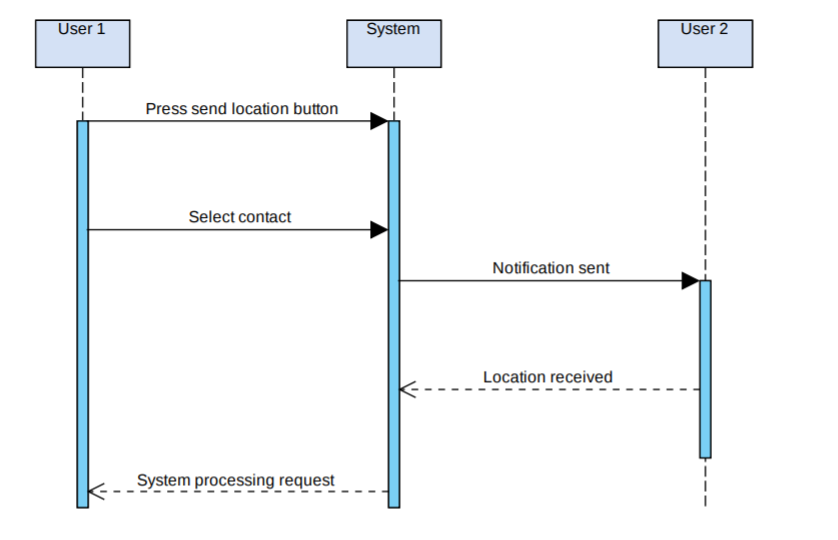 User 1
System
User 2
Press send location button
Select contact
Notification sent
Location received
System processing request